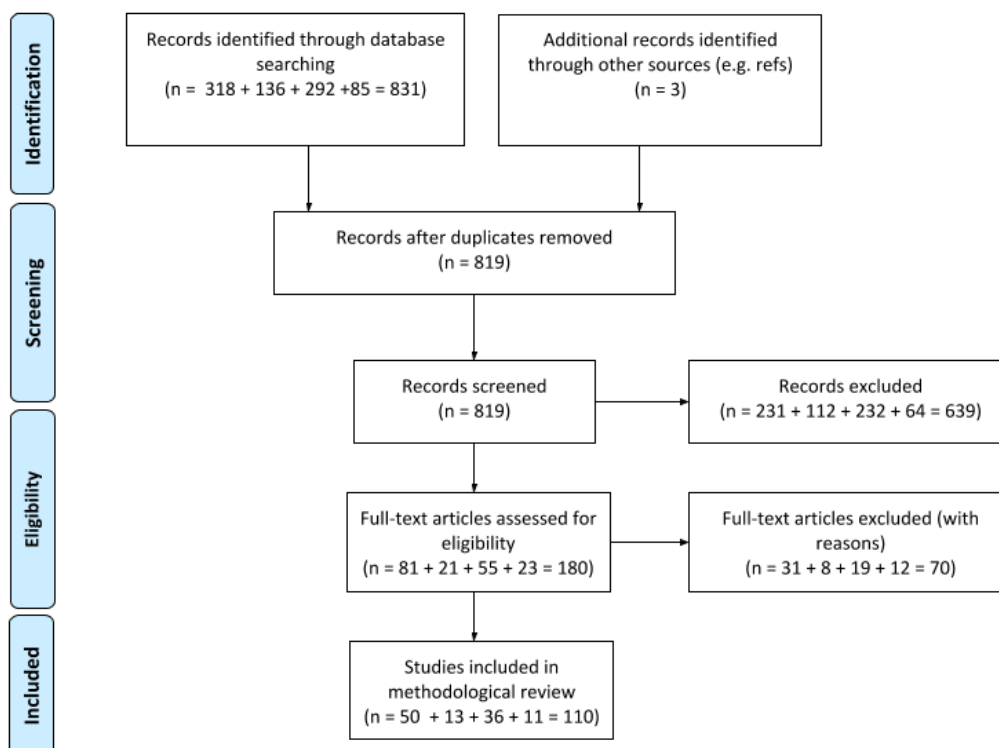 Identification
Records identified through database
searching
(n =  318 + 136 + 292 +85 = 831)
Additional records identified
through other sources (e.g. refs)
(n = 3)
Screening
Records after duplicates removed
(n = 819)
Records screened
(n = 819)
Records excluded
(n = 231 + 112 + 232 + 64 = 639)
Eligibility
Full-text articles assessed for
eligibility
(n = 81 + 21 + 55 + 23 = 180)
Full-text articles excluded (with
reasons)
(n = 31 + 8 + 19 + 12 = 70)
Included
Studies included in
methodological review
(n = 50  + 13 + 36 + 11 = 110)